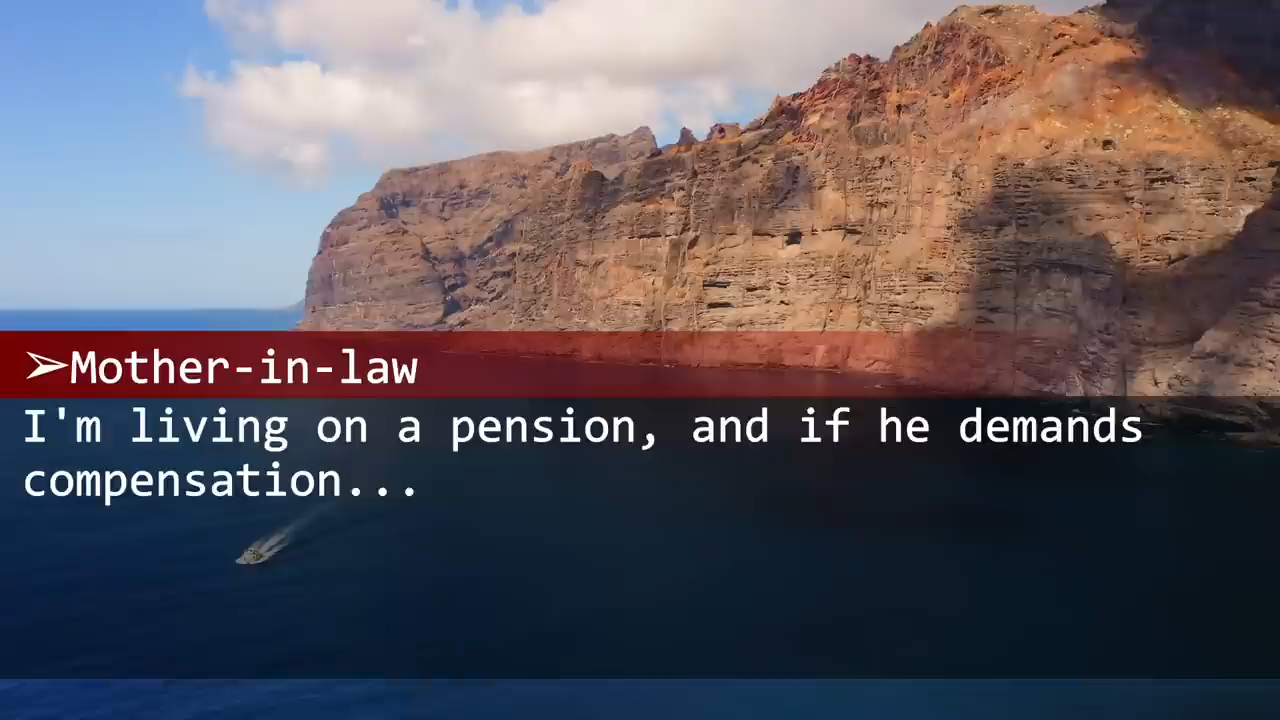 ➢Mother-in-law
I'm living on a pension, and if he demands
compensation...